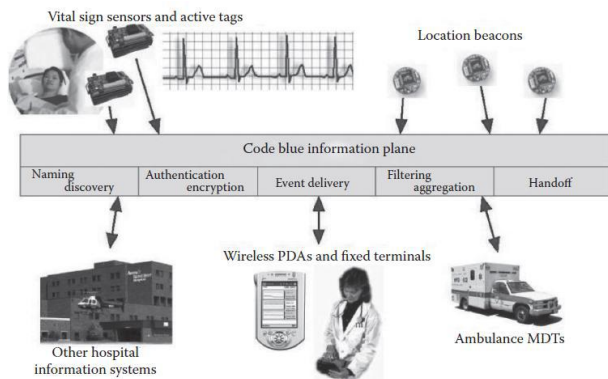 Vital sign sensors and active tags
Location beacons
Code blue information plane
Naming
discovery
Authentication
encryption
Event delivery
Filtering
aggregation
Handoff
Wireless PDAs and fixed terminals
Other hospital
information systems
Ambulance MDTs